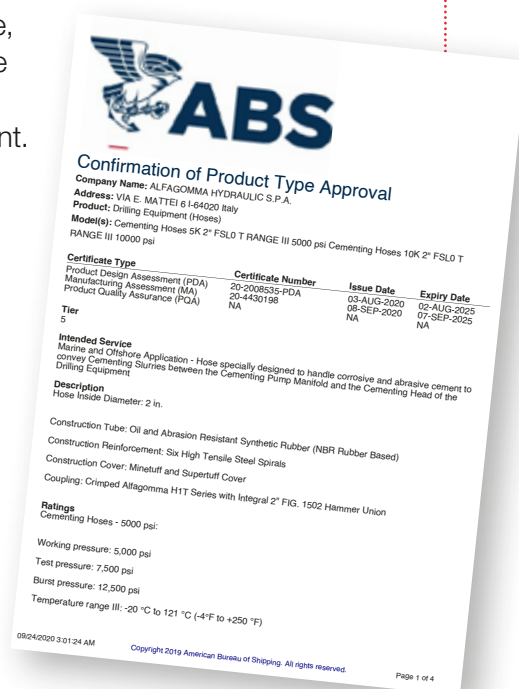 e,
e
nt.
ABS
Confirmation of Product Type Approval
Company Name: ALFAGOMMA HYDRAULIC S.P.A.
Address: VIA E. MATTEI 6 I-64020 Italy
Product: Drilling Equipment (Hoses)
Model(s): Cementing Hoses 5K 2" FSL0 T RANGE III 5000 psi Cementing Hoses 10K 2" FSL0 T
RANGE III 10000 psi
Certificate Type Certificate Number Issue Date Expiry Date
Product Design Assessment (PDA) 20-2008535-PDA 03-AUG-2020 02-AUG-2025
Manufacturing Assessment (MA) 20-4430198 08-SEP-2020 07-SEP-2025
Product Quality Assurance (PQA) NA NA NA
Tier
5
Intended Service
Marine and Offshore Application - Hose specially designed to handle corrosive and abrasive cement to
convey Cementing Slurries between the Cementing Pump Manifold and the Cementing Head of the
Drilling Equipment
Description
Hose Inside Diameter: 2 in.
Construction Tube: Oil and Abrasion Resistant Synthetic Rubber (NBR Rubber Based)
Construction Reinforcement: Six High Tensile Steel Spirals
Construction Cover: Minetuff and Supertuff Cover
Coupling: Crimped Alfagomma H1T Series with Integral 2" FIG. 1502 Hammer Union
Ratings
Cementing Hoses - 5000 psi:
Working pressure: 5,000 psi
Test pressure: 7,500 psi
Burst pressure: 12,500 psi
Temperature range III: -20 °C to 121 °C (-4°F to +250 °F)
09/24/2020 3:01:24 AM Copyright 2019 American Bureau of Shipping. All rights reserved. Page 1 of 4